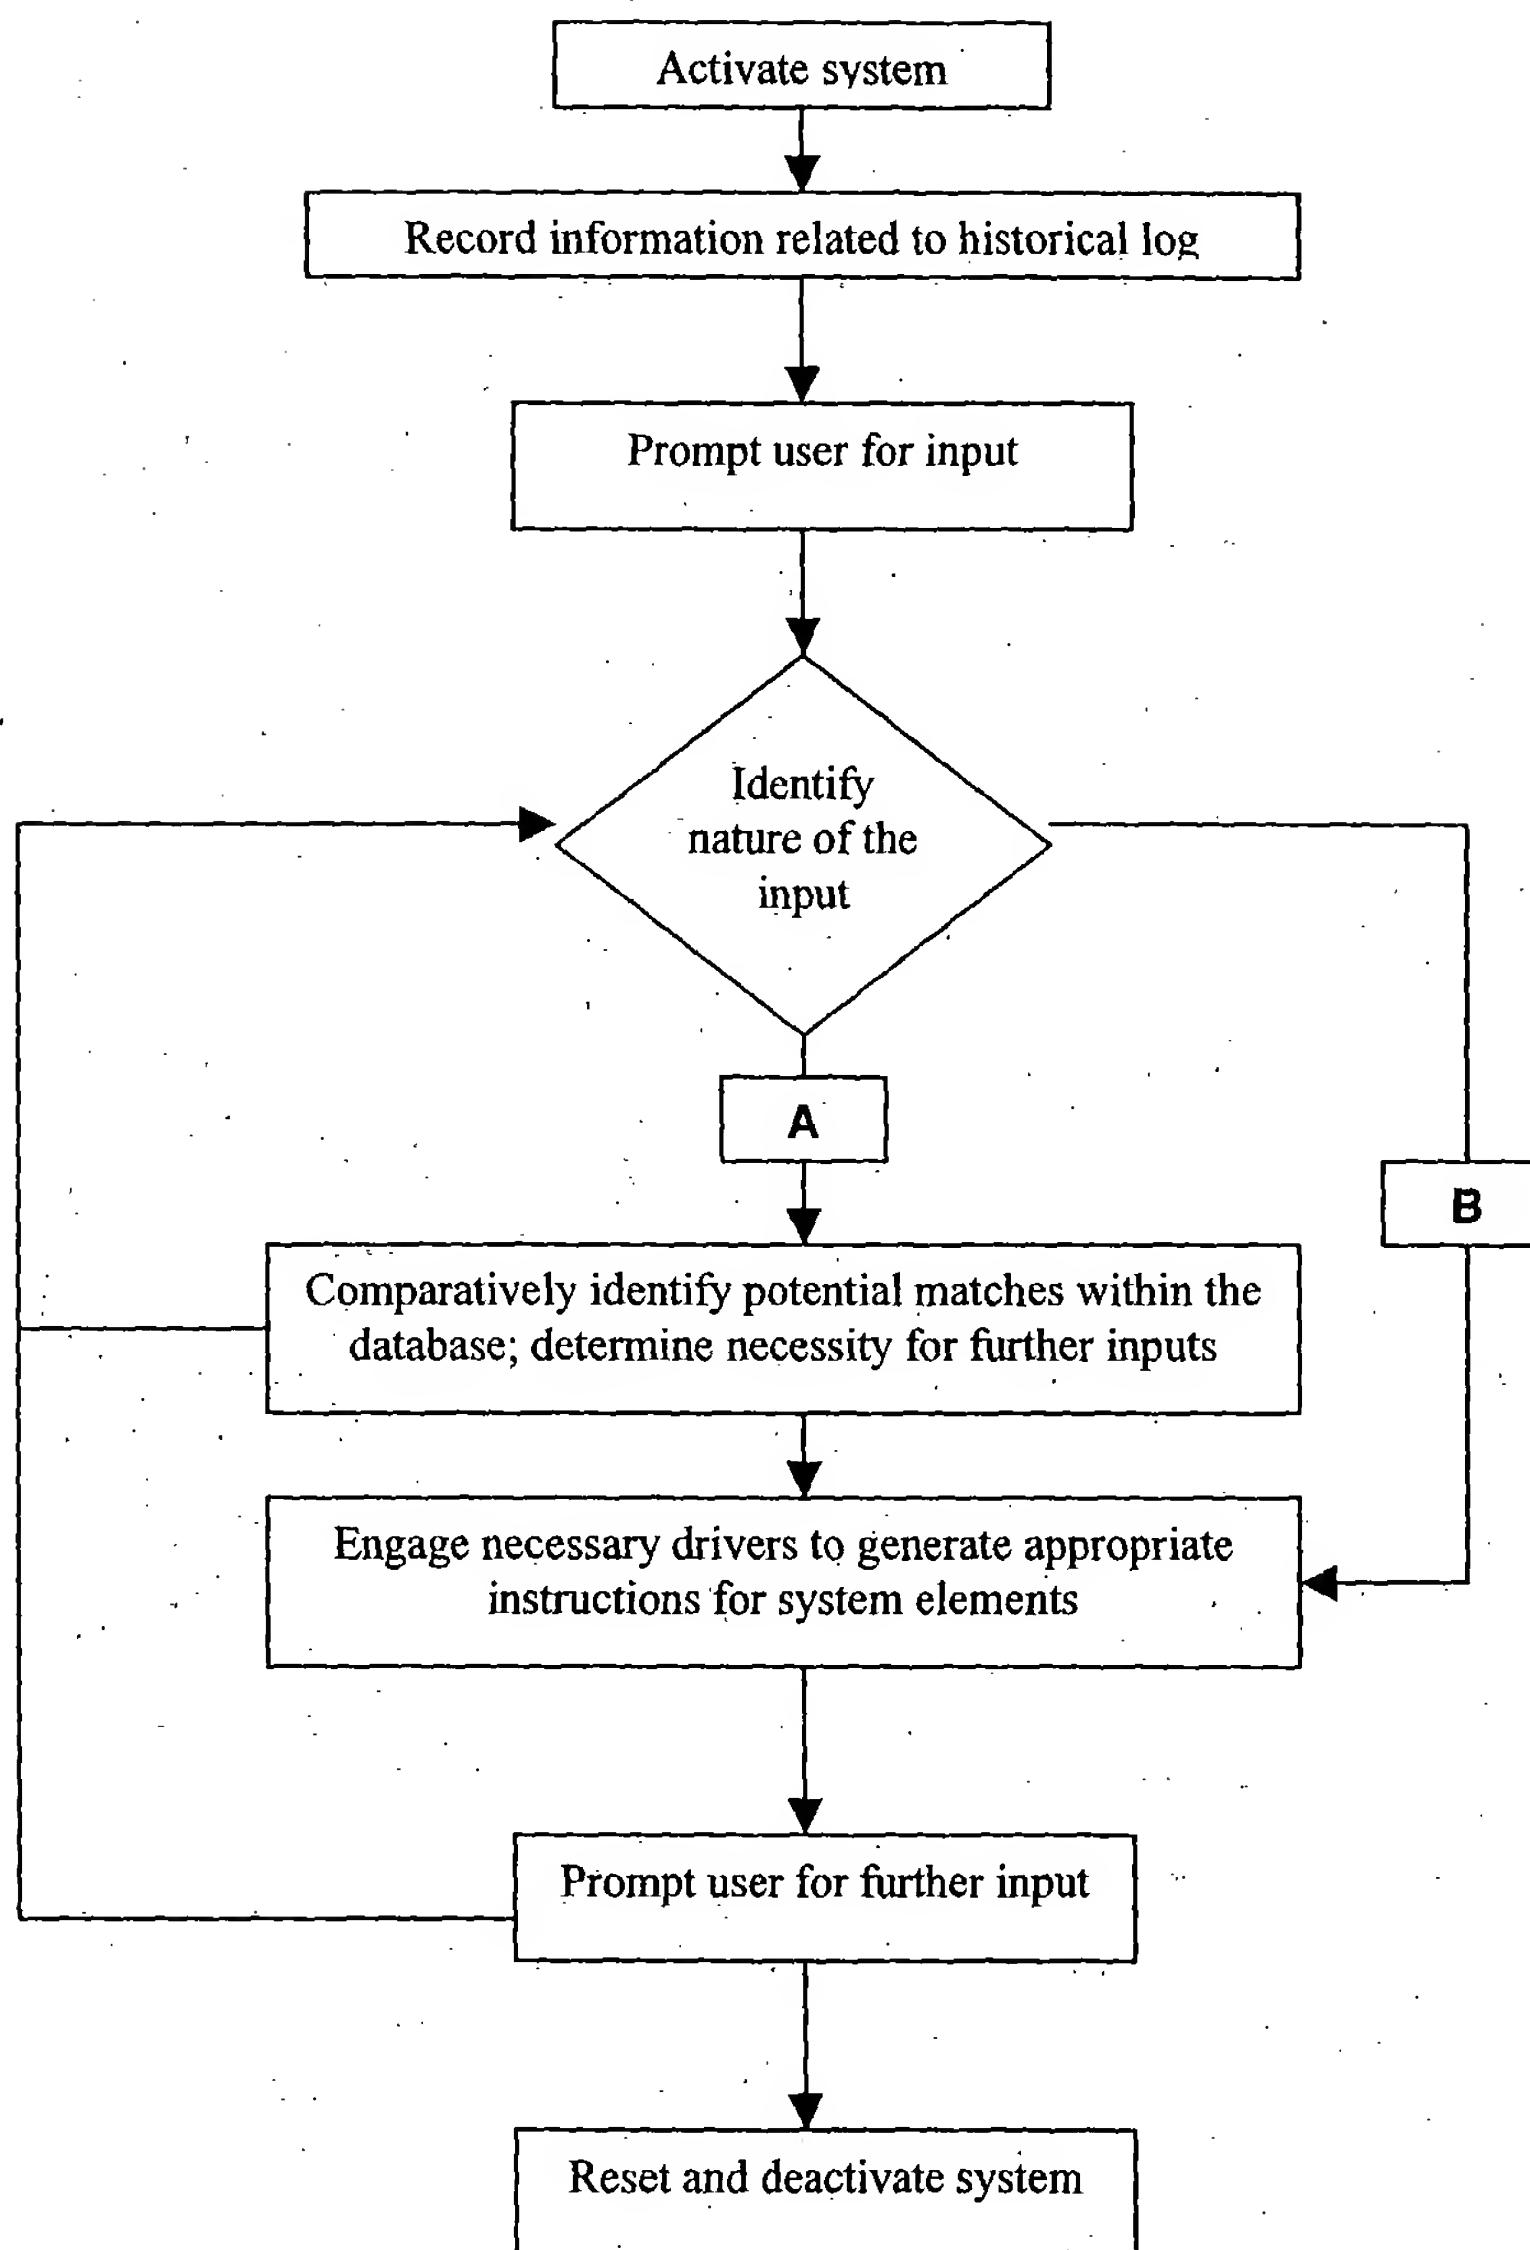 Activate system
Record information related to historical log
Prompt user for input
Identify
nature of the
input
A
B
Comparatively identify potential matches within the
database; determine necessity for further inputs
Engage necessary drivers to generate appropriate
instructions for system elements
Prompt user for further input
Reset and deactivate system